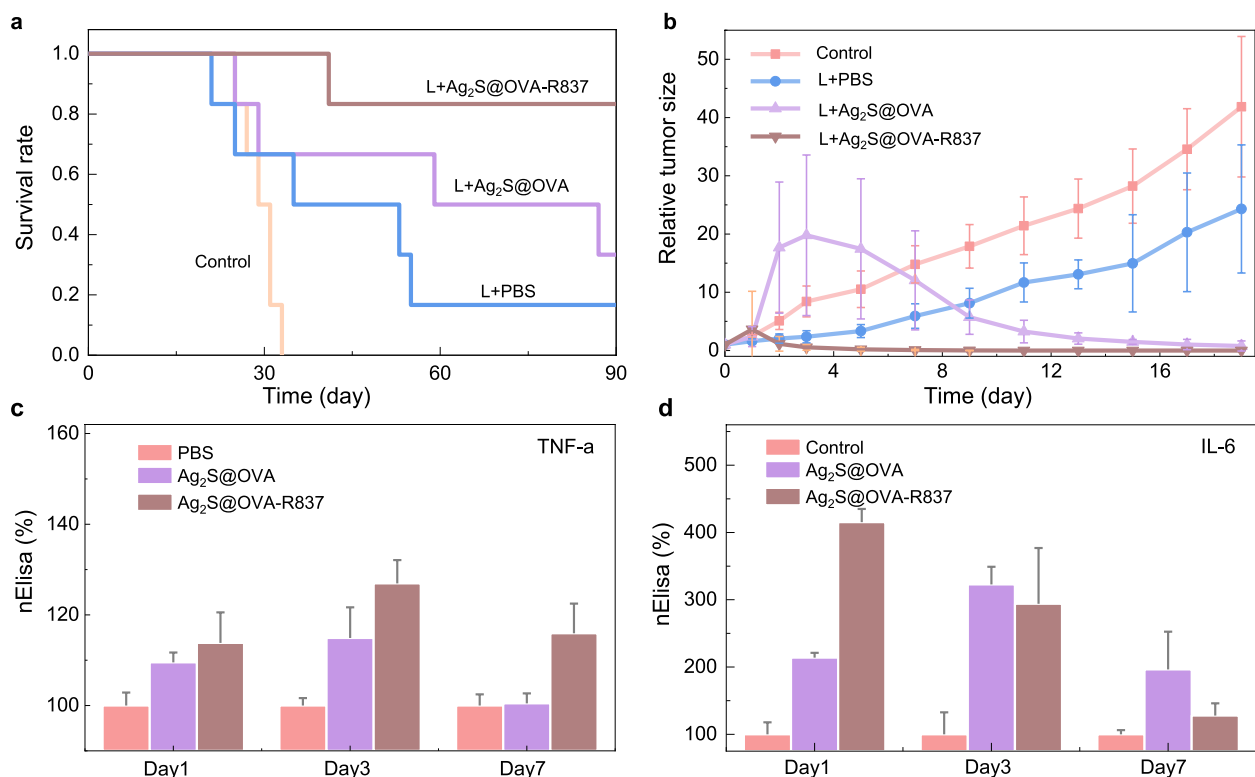 a
1.0
0.8
0.6
0.4
0.2
0.0
Survival rate
L+Ag₂S@OVA-R837
L+Ag₂S@OVA
Control
L+PBS
0
30
60
90
Time (day)
b
50
40
30
20
10
0
Relative tumor size
Control
L+PBS
L+Ag₂S@OVA
L+Ag₂S@OVA-R837
0
4
8
12
16
Time (day)
c
160
140
120
100
nElisa (%)
PBS
Ag₂S@OVA
Ag₂S@OVA-R837
TNF-a
Day1
Day3
Day7
d
500
400
300
200
100
nElisa (%)
Control
Ag₂S@OVA
Ag₂S@OVA-R837
IL-6
Day1
Day3
Day7